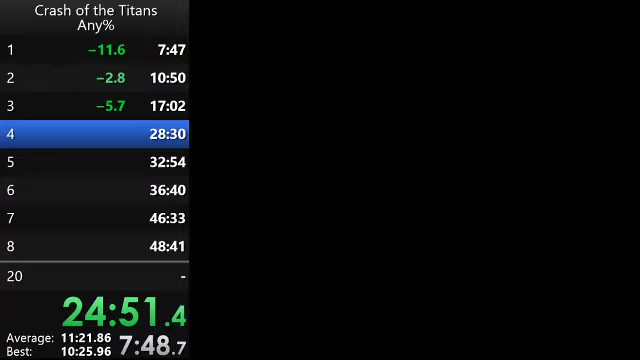 Crash of the Titans
Any%
1 −11.6 7:47
2 −2.8 10:50
3 −5.7 17:02
4 28:30
5 32:54
6 36:40
7 46:33
8 48:41
20 -
24:51.4
Average: 11:21.86
Best: 10:25.96
7:48.7